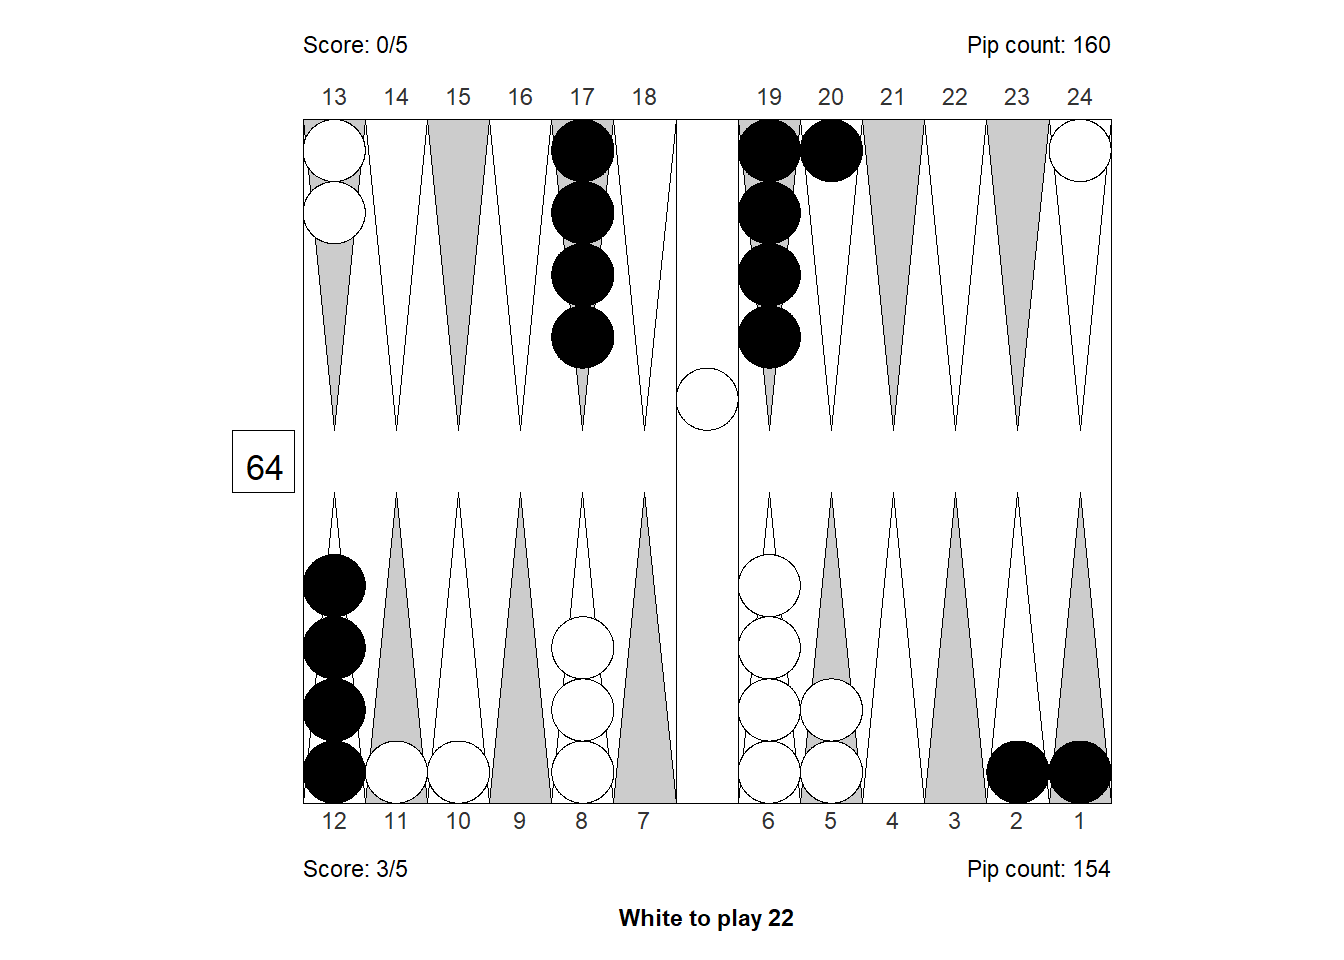 Score: 0/5 Pip count: 160
13 14 15 16 17 18 19 20 21 22 23 24
64
12 11 10 9 8 7 6 5 4 3 2 1
Score: 3/5 Pip count: 154
White to play 22